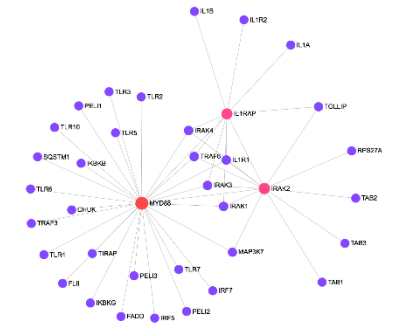 IL1B
IL1R2
IL1A
TLR3
TLR2
PELI1
IL1RAP
TOLLIP
TLR10
TLR5
IRAK4
RPS27A
SQSTM1
IKBKB
TRAF6
IL1R1
TLR6
IRAK3
IRAK2
TAB2
CHUK
MYD88
IRAK1
TRAF3
TAB3
TLR1
TIRAP
MAP3K7
PELI3
TLR7
FLII
TAB1
IKBKG
IRF7
FADD
IRF5
PELI2